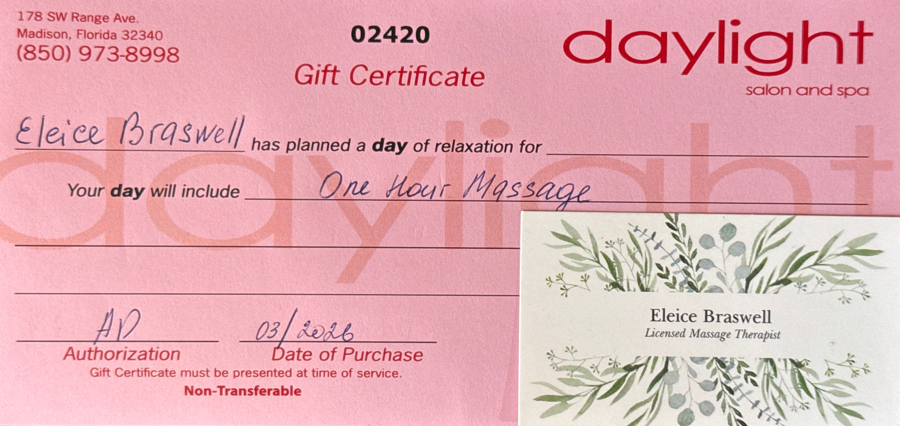 178 SW Range Ave.
Madison, Florida 32340
(850) 973-8998
02420
Gift Certificate
daylight
salon and spa
Eleice Braswell has planned a day of relaxation for
Your day will include One Hour Massage
daylight
AD
03/2026
Authorization
Date of Purchase
Gift Certificate must be presented at time of service.
Non-Transferable
Eleice Braswell
Licensed Massage Therapist